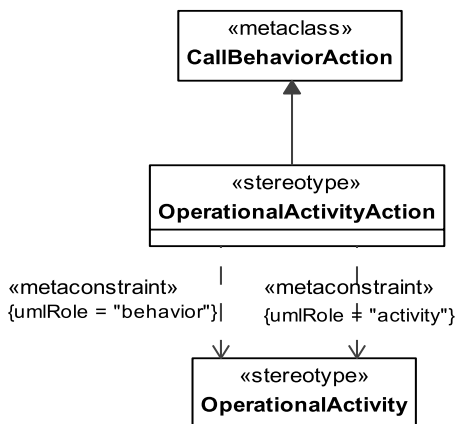 «metaclass»
CallBehaviorAction
«stereotype»
OperationalActivityAction
«metaconstraint» «metaconstraint»
{umlRole = "behavior"} {umlRole = "activity"}
«stereotype»
OperationalActivity